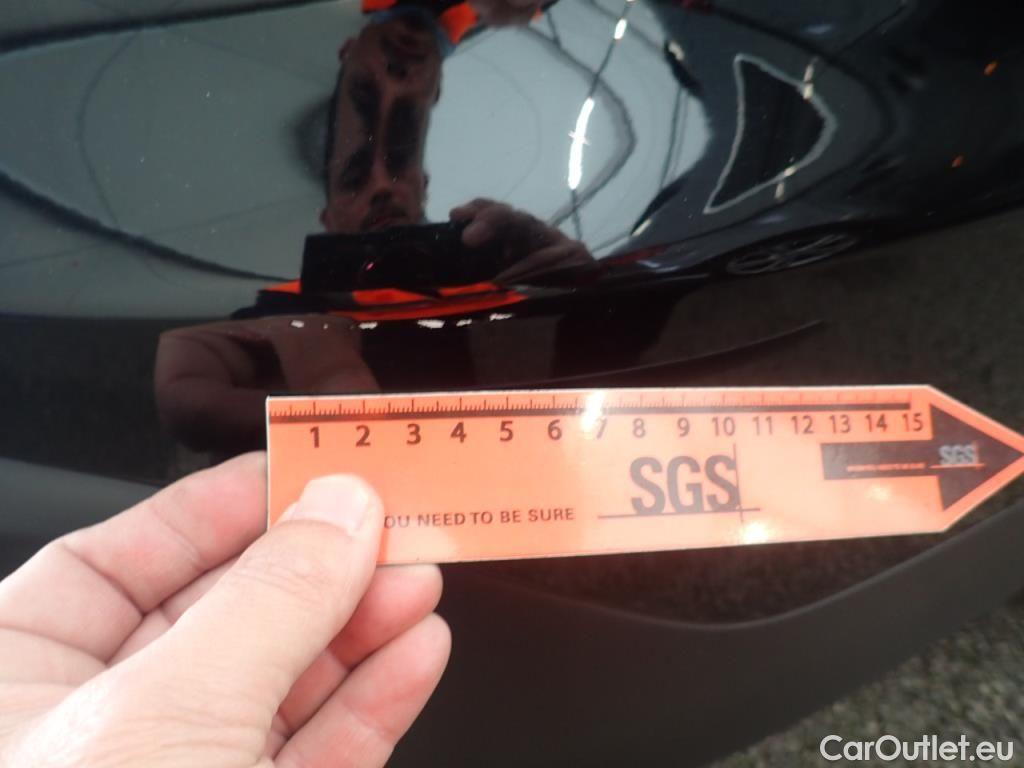 1 2 3 4 5 6 7 8 9 10 11 12 13 14 15
SGS
SGS
OU NEED TO BE SURE
CarOutlet.eu